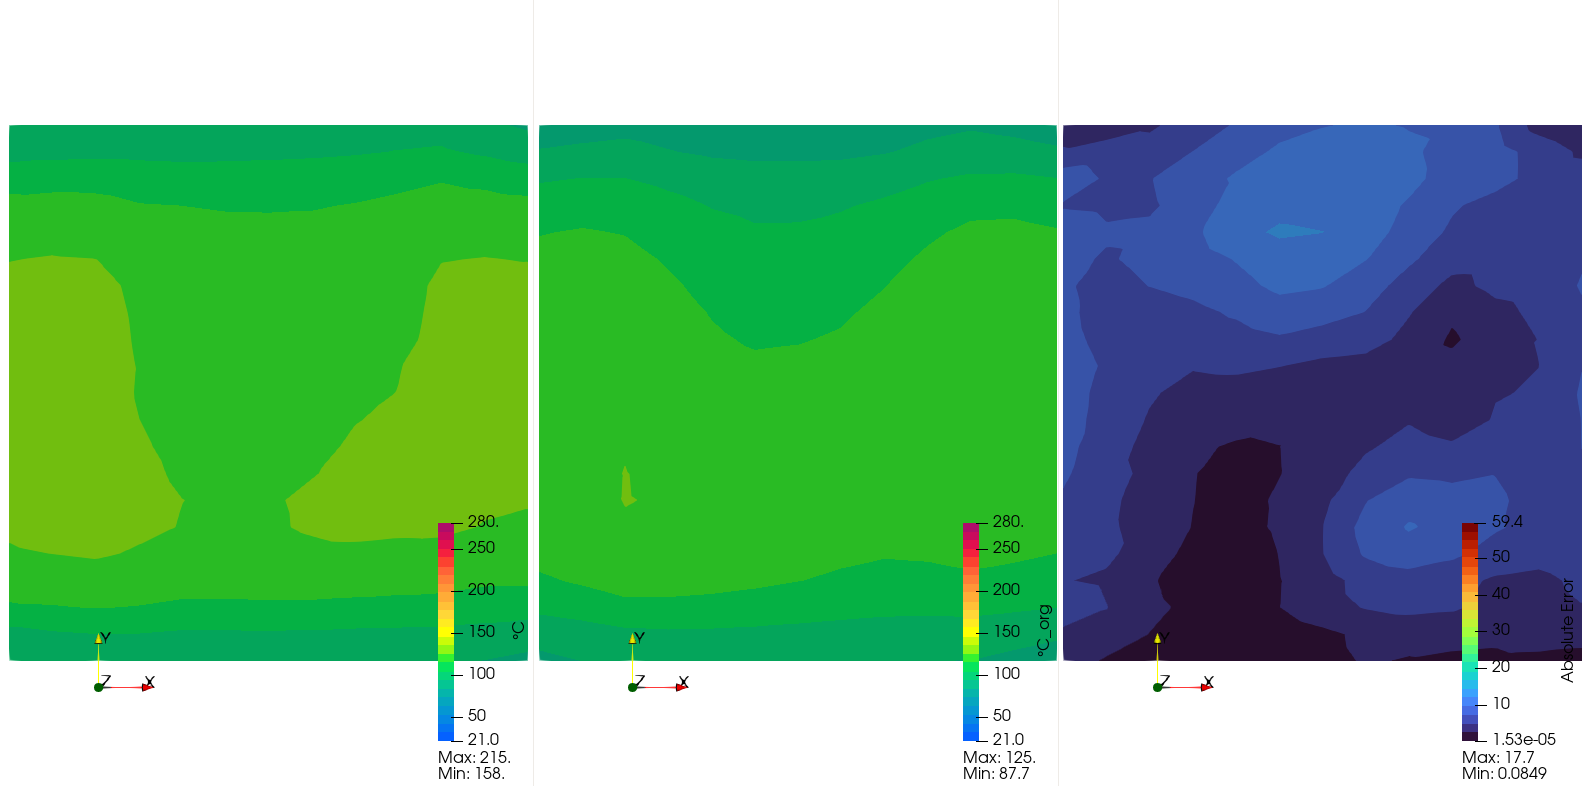 280.
250
200
150
100
50
21.0
°C
Max: 215.
Min: 158.
Y
Z
X
280.
250
200
150
100
50
21.0
°C_org
Max: 125.
Min: 87.7
Y
Z
X
59.4
50
40
30
20
10
1.53e-05
Absolute Error
Max: 17.7
Min: 0.0849
Y
Z
X